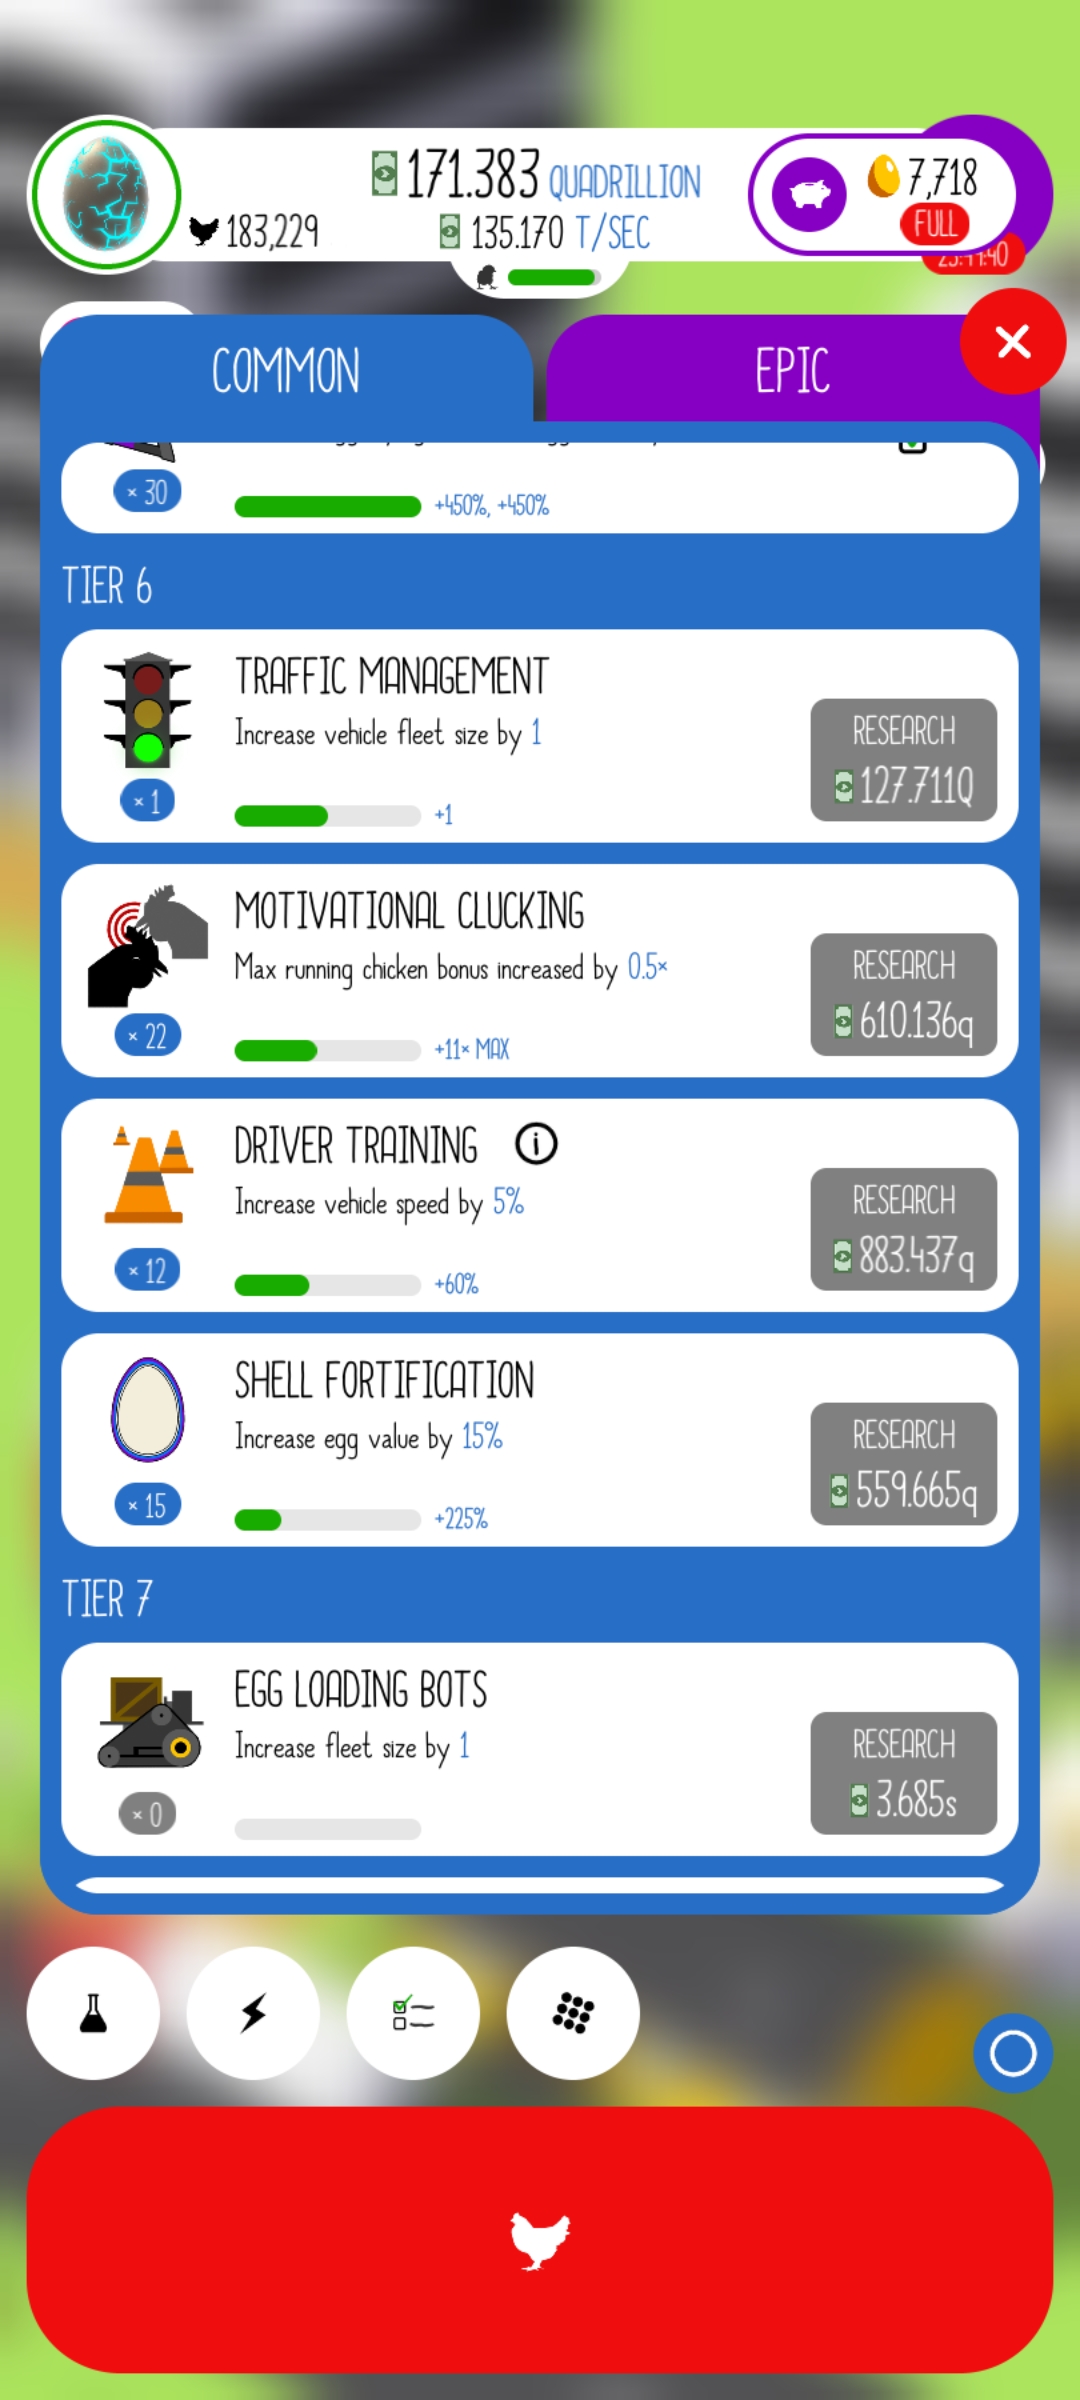 171.383 QUADRILLION
183,229
135.170 T/SEC
7,718
FULL
COMMON
EPIC
× 30
+450%, +450%
TIER 6
TRAFFIC MANAGEMENT
Increase vehicle fleet size by 1
RESEARCH
127.711Q
× 1
+1
MOTIVATIONAL CLUCKING
Max running chicken bonus increased by 0.5×
RESEARCH
610.136q
× 22
+11× MAX
DRIVER TRAINING
Increase vehicle speed by 5%
RESEARCH
883.437q
× 12
+60%
SHELL FORTIFICATION
Increase egg value by 15%
RESEARCH
559.665q
× 15
+225%
TIER 7
EGG LOADING BOTS
Increase fleet size by 1
RESEARCH
3.685s
× 0